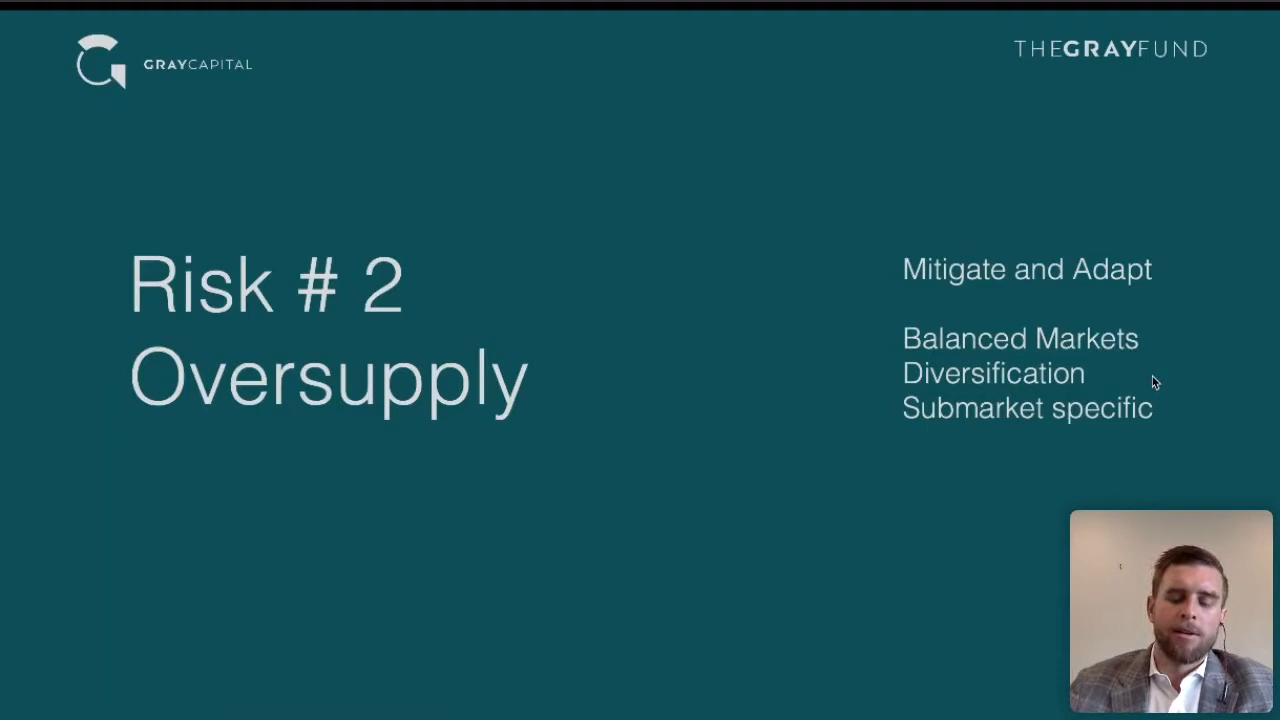 GRAYCAPITAL
THEGRAYFUND
Risk # 2
Oversupply
Mitigate and Adapt
Balanced Markets
Diversification
Submarket specific